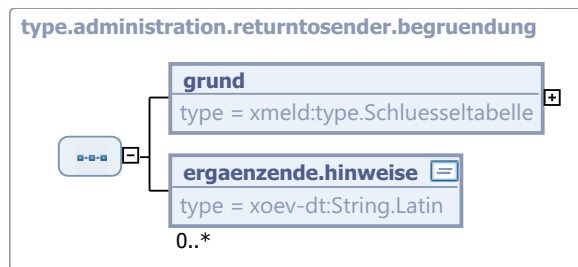 type.administration.returntosender.begruendung
grund
type = xmeld:type.Schluesseltabelle
ergaenzende.hinweise
type = xoev-dt:String.Latin
0..*